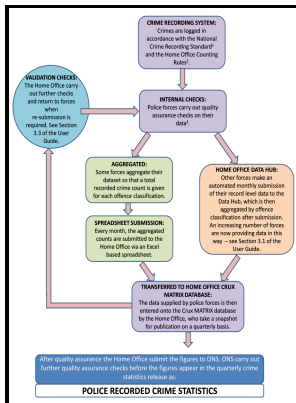 CRIME RECORDING SYSTEM:
Crimes are logged in
accordance with the National
Crime Recording Standard²
and the Home Office Counting
Rules¹.
VALIDATION CHECKS:
The Home Office carry
out further checks
and return to forces
when
re-submission is
required. See Section
3.3 of the User
Guide.
INTERNAL CHECKS:
Police forces carry out quality
assurance checks on their
data³.
AGGREGATED:
Some forces aggregate their
dataset so that a total
recorded crime count is given
for each offence classification.
SPREADSHEET SUBMISSION:
Every month, the aggregated
counts are submitted to the
Home Office via an Excel
based spreadsheet.
HOME OFFICE DATA HUB:
Other forces make an
automated monthly submission
of their record level data to the
Data Hub, which is then
aggregated by offence
classification after submission.
An increasing number of forces
are now providing data in this
way – see Section 3.1 of the
User Guide.
TRANSFERRED TO HOME OFFICE CRUX
MATRIX DATABASE:
The data supplied by police forces is then
entered onto the Crux MATRIX database
by the Home Office, who take a snapshot
for publication on a quarterly basis.
After quality assurance the Home Office submit the figures to ONS. ONS carry out
further quality assurance checks before the figures appear in the quarterly crime
statistics release as:
POLICE RECORDED CRIME STATISTICS